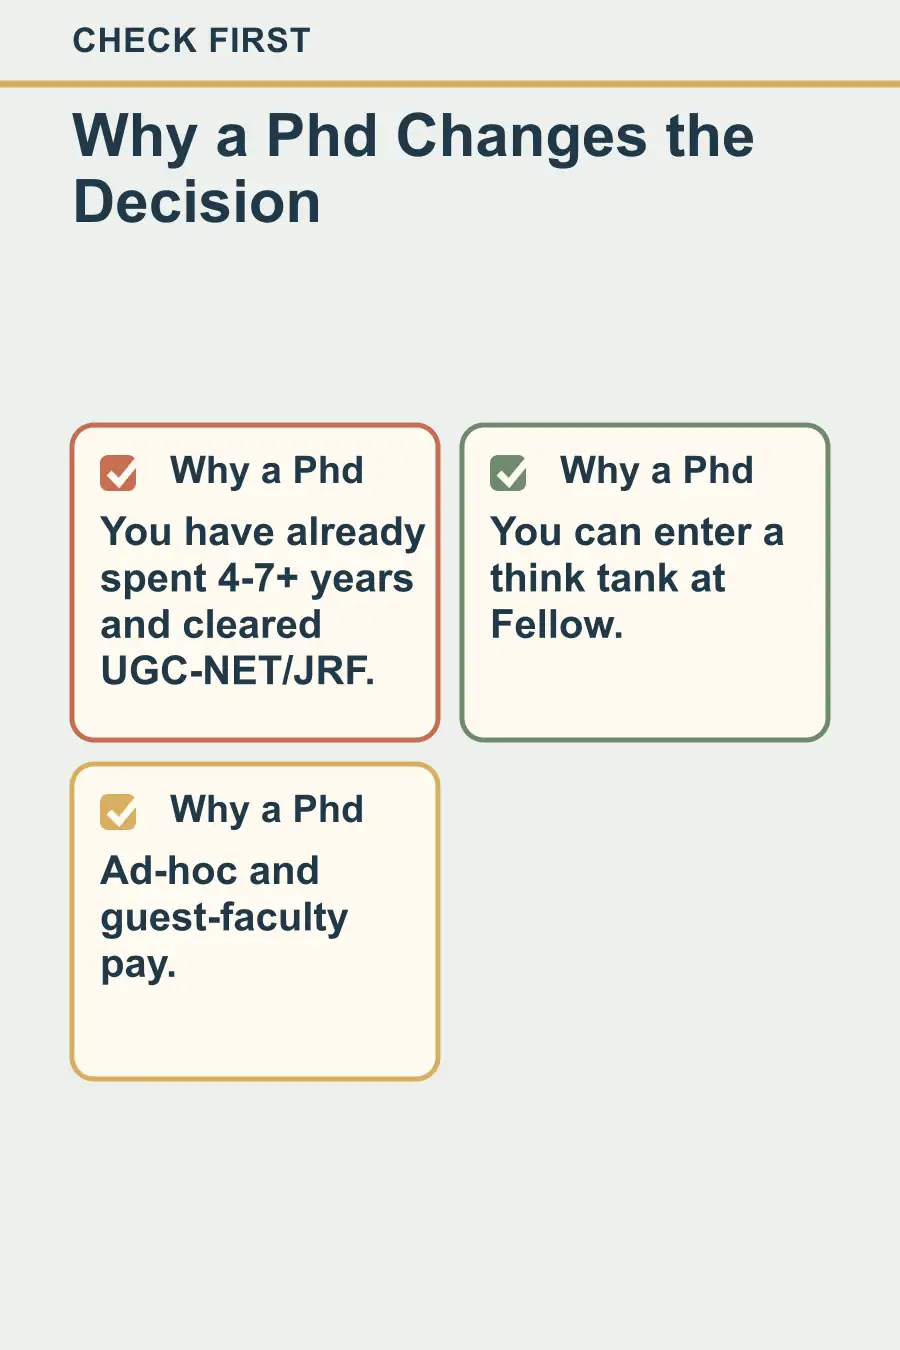 CHECK FIRST
Why a Phd Changes the
Decision
Why a Phd
You have already
spent 4-7+ years
and cleared
UGC-NET/JRF.
Why a Phd
You can enter a
think tank at
Fellow.
Why a Phd
Ad-hoc and
guest-faculty
pay.